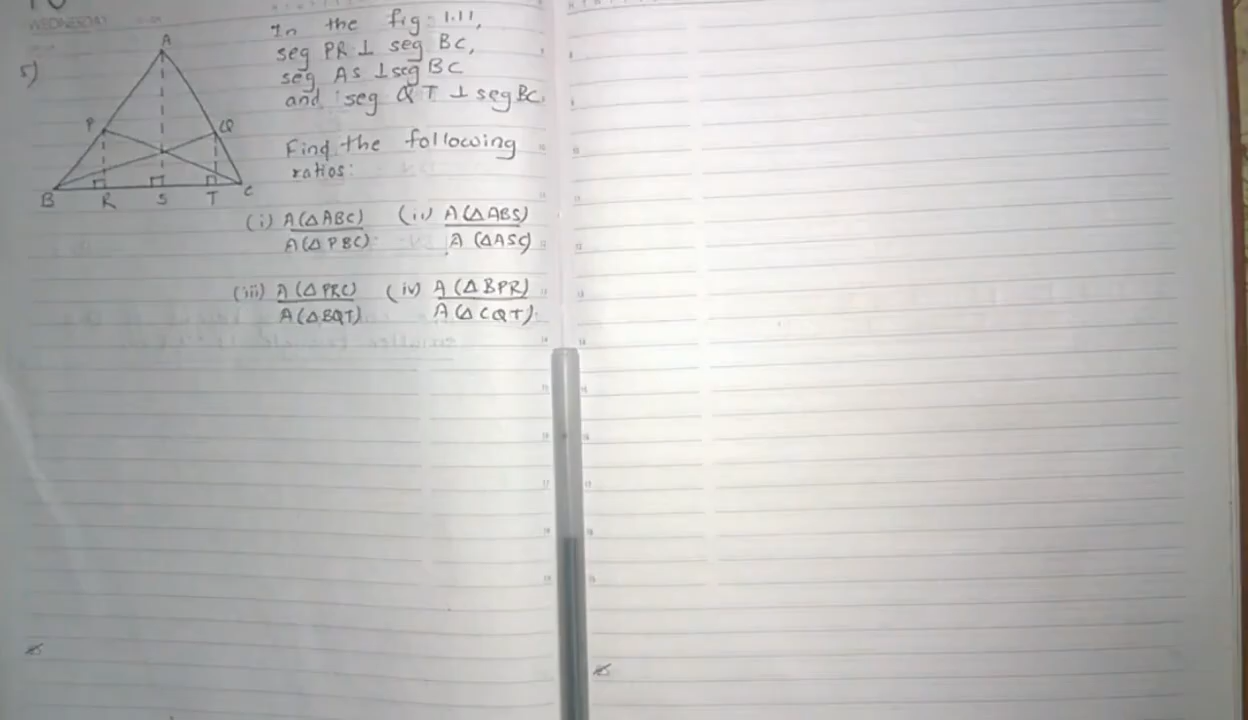 WEDNESDAY
5)
A
P
Q
B
R
S
T
C
In the fig. 1.11,
seg PR ⊥ seg BC,
seg AS ⊥ seg BC
and seg QT ⊥ seg BC.
Find the following
ratios:
(i) A(△ABC) / A(△PBC) (ii) A(△ABS) / A(△ASC)
(iii) A(△PRC) / A(△BQT) (iv) A(△BPR) / A(△CQT).